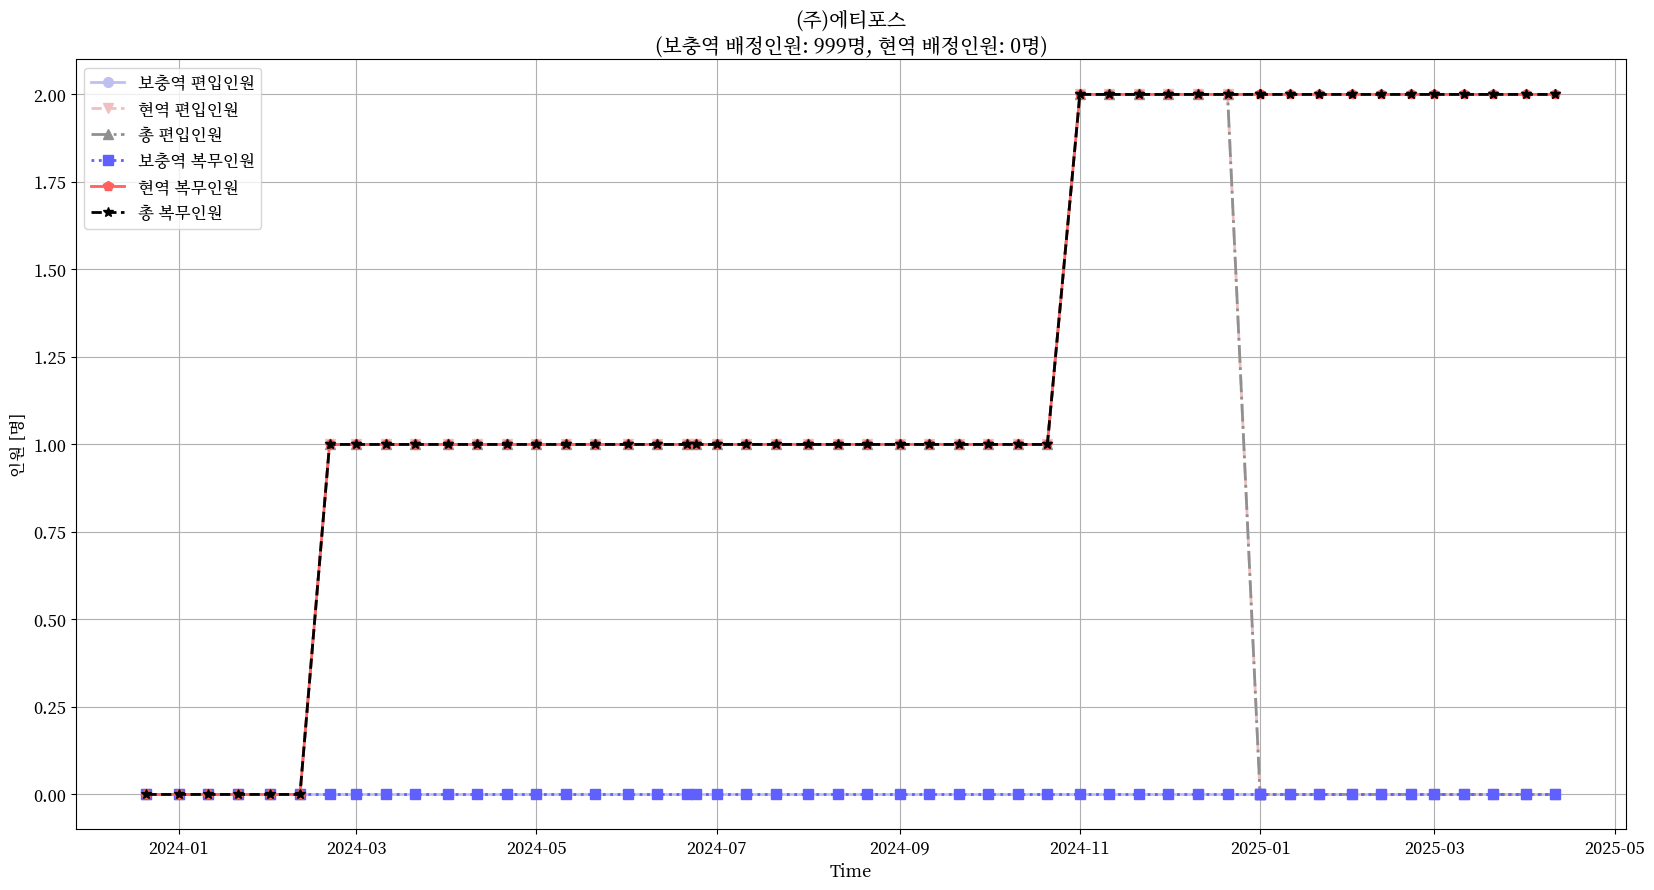 (주)에티포스
(보충역 배정인원: 999명, 현역 배정인원: 0명)
보충역 편입인원
현역 편입인원
총 편입인원
보충역 복무인원
현역 복무인원
총 복무인원
2.00
1.75
1.50
1.25
1.00
0.75
0.50
0.25
0.00
인원 [명]
2024-01 2024-03 2024-05 2024-07 2024-09 2024-11 2025-01 2025-03 2025-05
Time